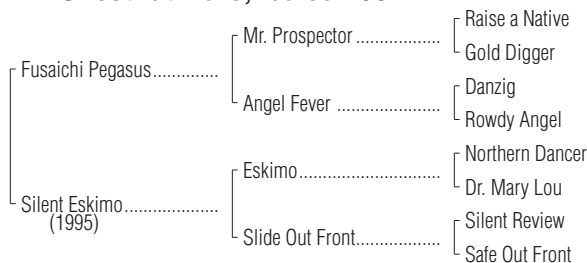 Raise a Native
Mr. Prospector ...................
Gold Digger
Fusaichi Pegasus..............
Danzig
Angel Fever .......................
Rowdy Angel
Northern Dancer
Eskimo...............................
Dr. Mary Lou
Silent Eskimo....................
(1995)
Silent Review
Slide Out Front..................
Safe Out Front